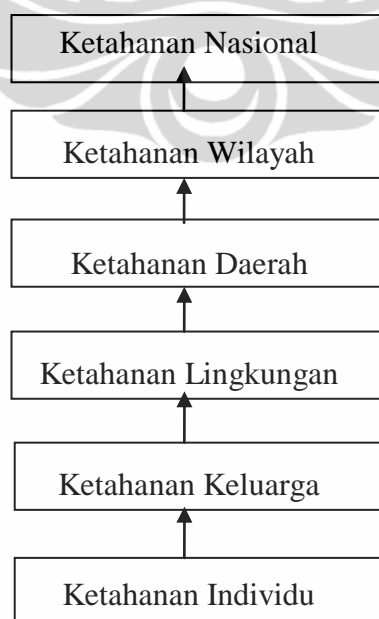 Ketahanan Nasional
Ketahanan Wilayah
Ketahanan Daerah
Ketahanan Lingkungan
Ketahanan Keluarga
Ketahanan Individu